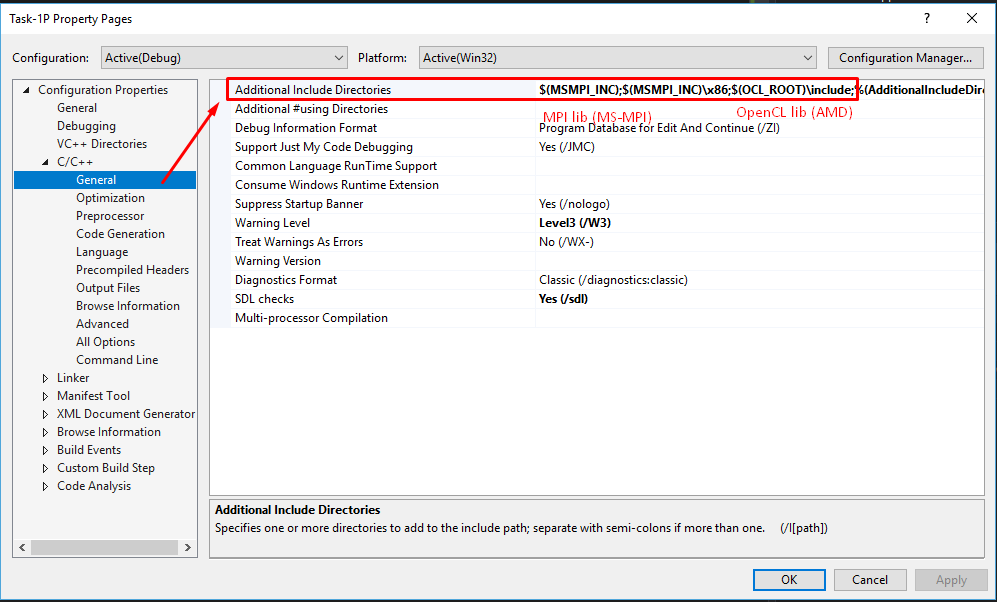 Task-1P Property Pages
?
Configuration: Active(Debug) Platform: Active(Win32) Configuration Manager...
Configuration Properties
General
Debugging
VC++ Directories
C/C++
General
Optimization
Preprocessor
Code Generation
Language
Precompiled Headers
Output Files
Browse Information
Advanced
All Options
Command Line
Linker
Manifest Tool
XML Document Generator
Browse Information
Build Events
Custom Build Step
Code Analysis
Additional Include Directories $(MSMPI_INC);$(MSMPI_INC)\x86;$(OCL_ROOT)\include;%(AdditionalIncludeDir
Additional #using Directories
MPI lib (MS-MPI) OpenCL lib (AMD)
Debug Information Format Program Database for Edit And Continue (/ZI)
Support Just My Code Debugging Yes (/JMC)
Common Language RunTime Support
Consume Windows Runtime Extension
Suppress Startup Banner Yes (/nologo)
Warning Level Level3 (/W3)
Treat Warnings As Errors No (/WX-)
Warning Version
Diagnostics Format Classic (/diagnostics:classic)
SDL checks Yes (/sdl)
Multi-processor Compilation
Additional Include Directories
Specifies one or more directories to add to the include path; separate with semi-colons if more than one. (/I[path])
OK Cancel Apply